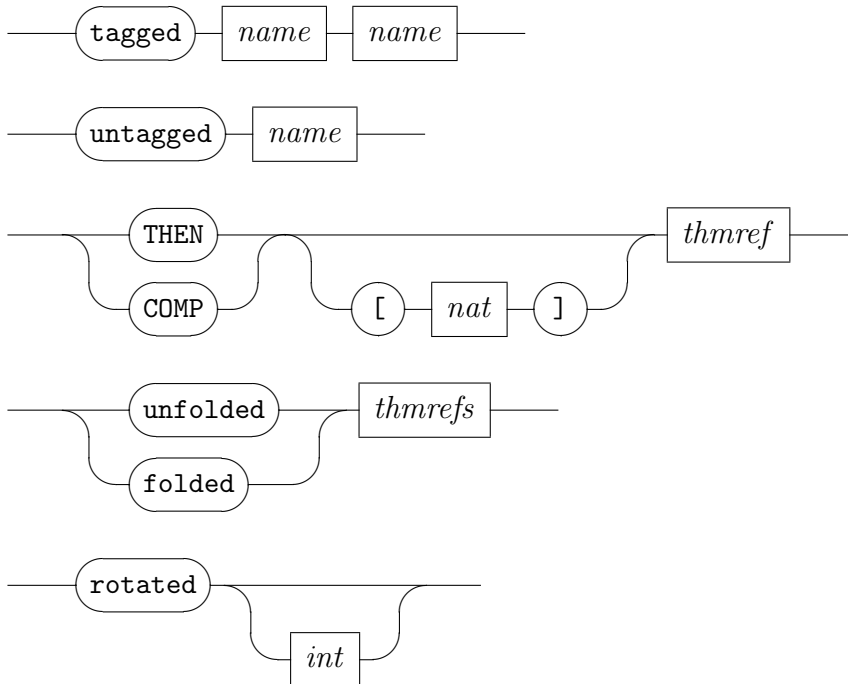 tagged name name
untagged name
THEN thmref
COMP [ nat ]
unfolded thmrefs
folded
rotated
int